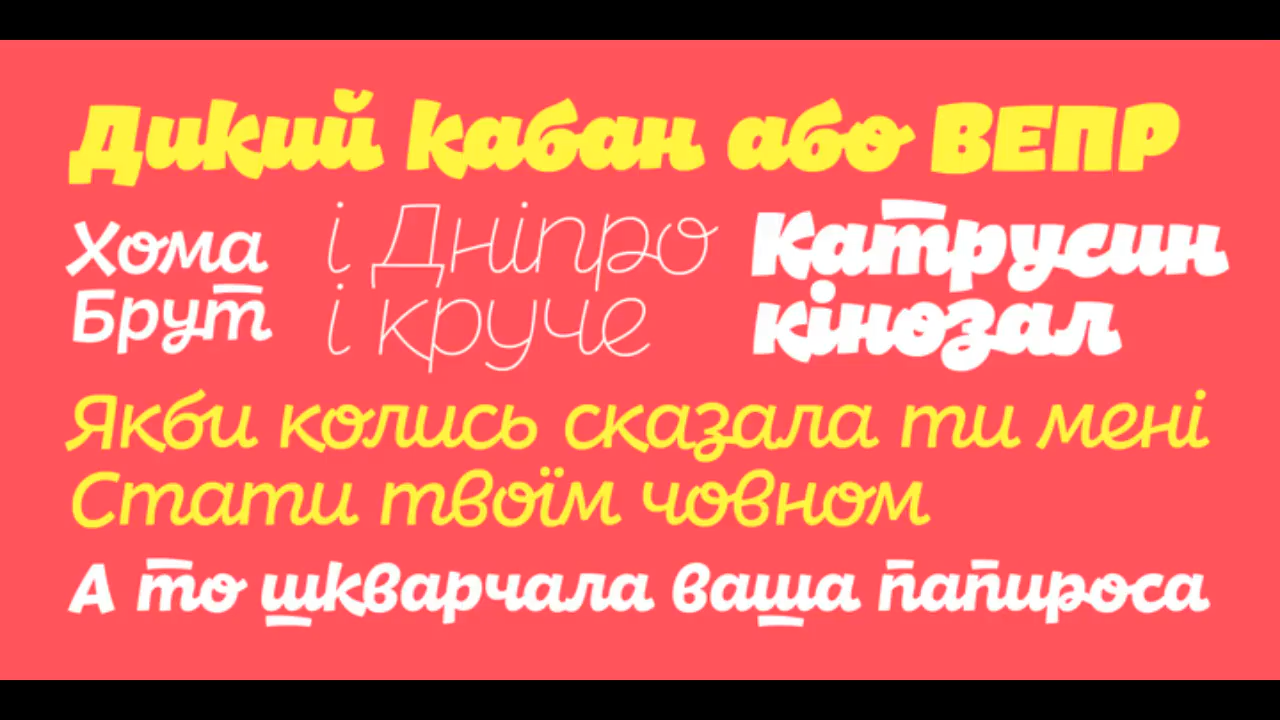 Дикий кабан або ВЕПР
Хома
Брут
і Дніпро
і круче
Катрусин
кінозал
Якби колись сказала ти мені
Стати твоїм човном
А то шкварчала ваша папироса